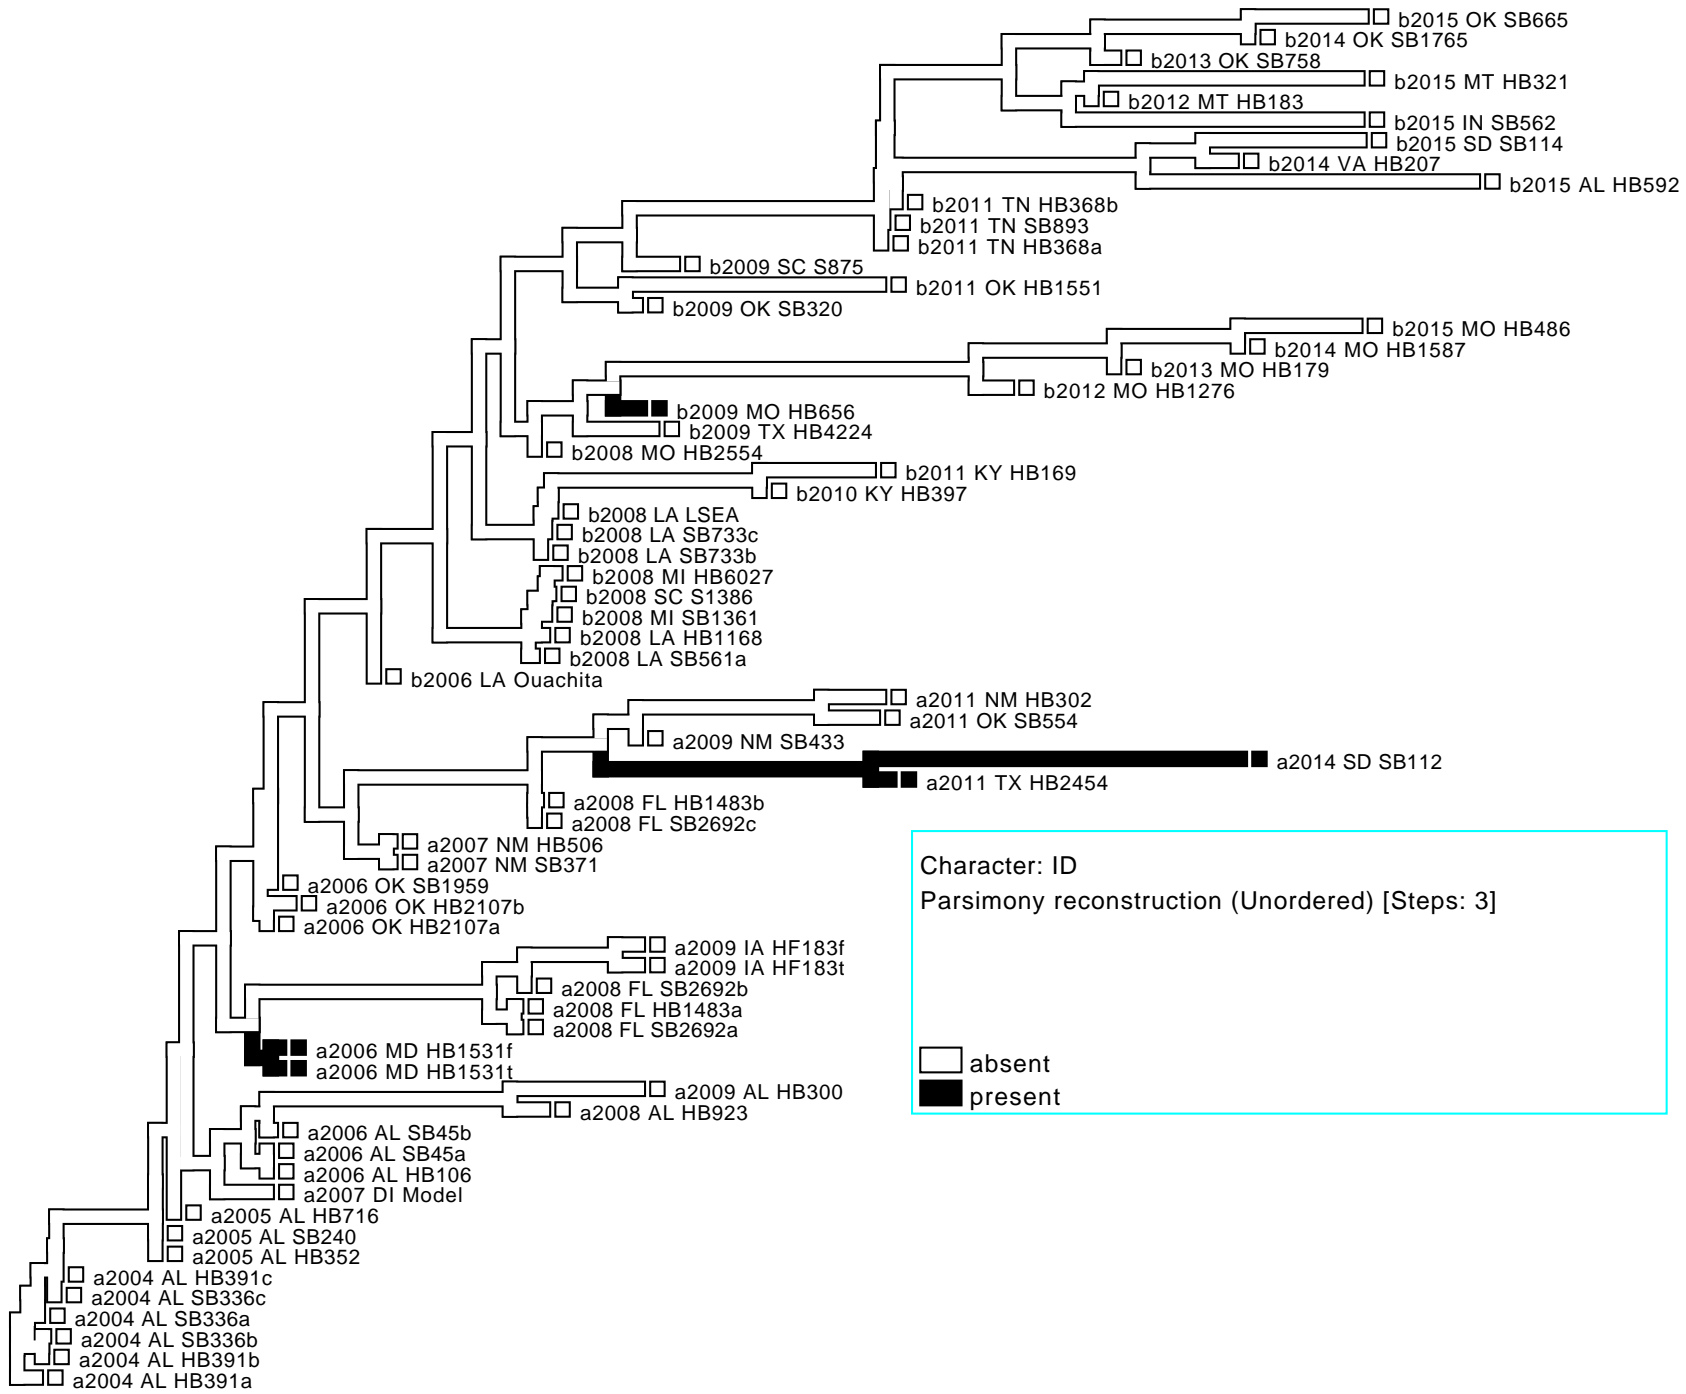 b2015 OK SB665
b2014 OK SB1765
b2013 OK SB758
b2015 MT HB321
b2012 MT HB183
b2015 IN SB562
b2015 SD SB114
b2014 VA HB207
b2015 AL HB592
b2011 TN HB368b
b2011 TN SB893
b2011 TN HB368a
b2009 SC S875
b2011 OK HB1551
b2009 OK SB320
b2015 MO HB486
b2014 MO HB1587
b2013 MO HB179
b2012 MO HB1276
b2009 MO HB656
b2009 TX HB4224
b2008 MO HB2554
b2011 KY HB169
b2010 KY HB397
b2008 LA LSEA
b2008 LA SB733c
b2008 LA SB733b
b2008 MI HB6027
b2008 SC S1386
b2008 MI SB1361
b2008 LA HB1168
b2008 LA SB561a
b2006 LA Ouachita
a2011 NM HB302
a2011 OK SB554
a2009 NM SB433
a2014 SD SB112
a2011 TX HB2454
a2008 FL HB1483b
a2008 FL SB2692c
a2007 NM HB506
a2007 NM SB371
a2006 OK SB1959
a2006 OK HB2107b
a2006 OK HB2107a
a2009 IA HF183f
a2009 IA HF183t
a2008 FL SB2692b
a2008 FL HB1483a
a2008 FL SB2692a
a2006 MD HB1531f
a2006 MD HB1531t
a2009 AL HB300
a2008 AL HB923
a2006 AL SB45b
a2006 AL SB45a
a2006 AL HB106
a2007 DI Model
a2005 AL HB716
a2005 AL SB240
a2005 AL HB352
a2004 AL HB391c
a2004 AL SB336c
a2004 AL SB336a
a2004 AL SB336b
a2004 AL HB391b
a2004 AL HB391a
Character: ID
Parsimony reconstruction (Unordered) [Steps: 3]
absent
present